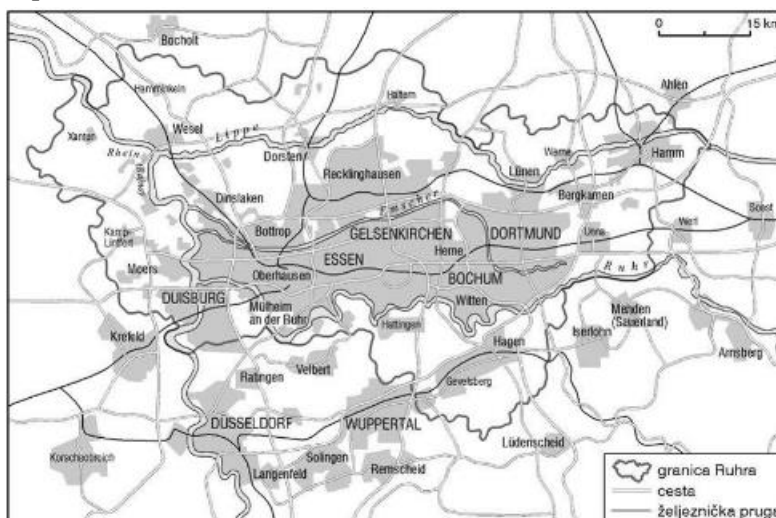 Bocholt
0 15 km
Hamminkeln
Haltern
Ahlen
Xanten
Wesel
Lippe
Rhein
Dorsten
Werne
Hamm
Recklinghausen
Lünen
Bergkamen
Dinslaken
Emscher
Soest
Kamp-
Lintfort
Bottrop
GELSENKIRCHEN
DORTMUND
Unna
Werl
Moers
ESSEN
Herne
Oberhausen
BOCHUM
Ruhr
DUISBURG
Mülheim
an der Ruhr
Witten
Menden
(Sauerland)
Krefeld
Hattingen
Hagen
Iserlohn
Arnsberg
Ratingen
Velbert
Gevelsberg
DÜSSELDORF
WUPPERTAL
Lüdenscheid
Korschenbroich
Solingen
Langenfeld
Remscheid
granica Ruhra
cesta
željeznička pruga